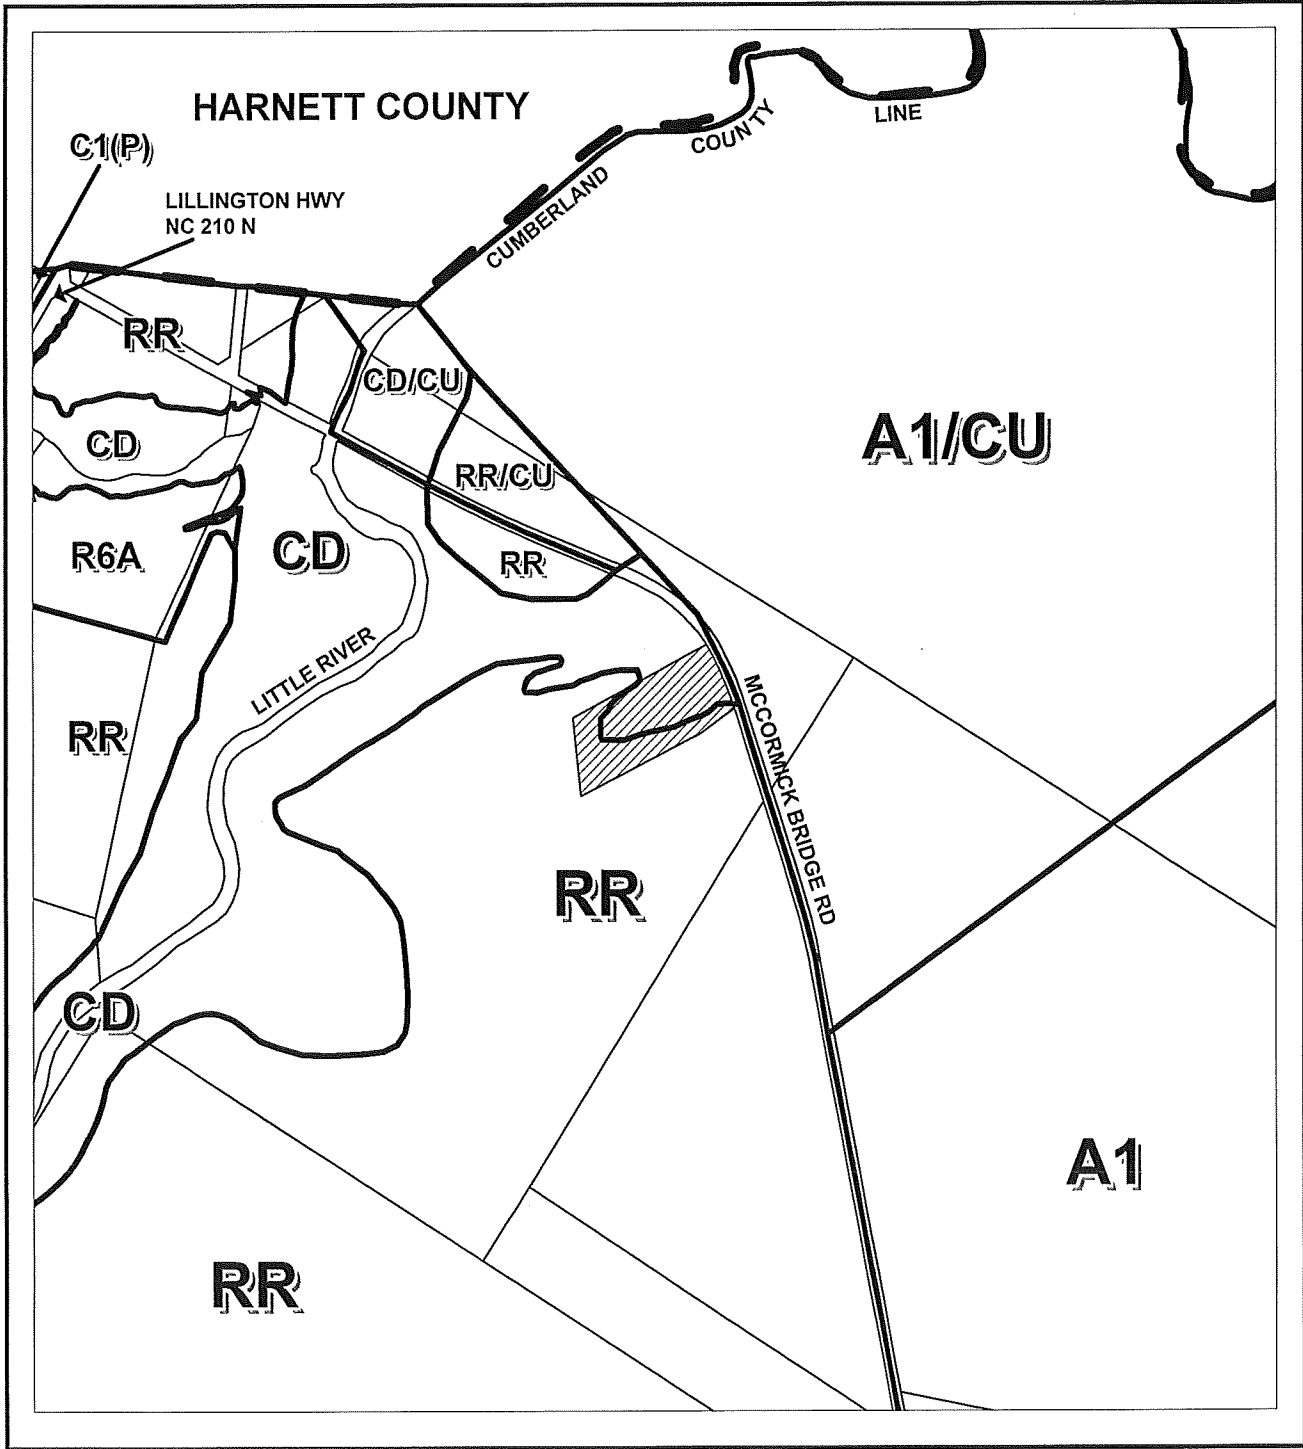 HARNETT COUNTY
C1(P)
LILLINGTON HWY
NC 210 N
CUMBERLAND COUNTY LINE
RR
CD/CU
CD
A1/CU
RR/CU
R6A
CD
RR
LITTLE RIVER
RR
MCCORMICK BRIDGE RD
RR
CD
A1
RR